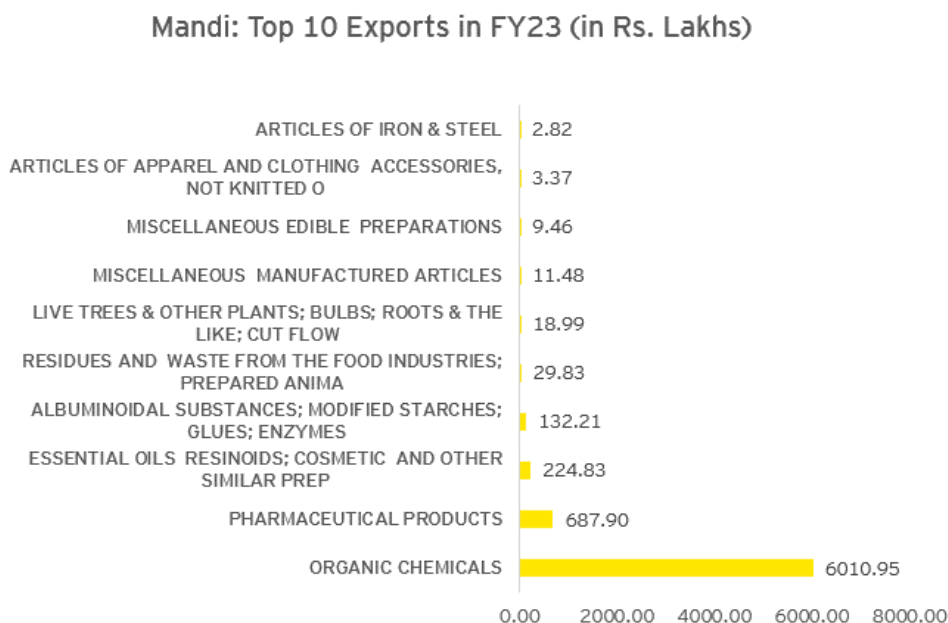 Mandi: Top 10 Exports in FY23 (in Rs. Lakhs)
ARTICLES OF IRON & STEEL 2.82
ARTICLES OF APPAREL AND CLOTHING ACCESSORIES,
NOT KNITTED O 3.37
MISCELLANEOUS EDIBLE PREPARATIONS 9.46
MISCELLANEOUS MANUFACTURED ARTICLES 11.48
LIVE TREES & OTHER PLANTS; BULBS; ROOTS & THE
LIKE; CUT FLOW 18.99
RESIDUES AND WASTE FROM THE FOOD INDUSTRIES;
PREPARED ANIMA 29.83
ALBUMINOIDAL SUBSTANCES; MODIFIED STARCHES;
GLUES; ENZYMES 132.21
ESSENTIAL OILS RESINOIDS; COSMETIC AND OTHER
SIMILAR PREP 224.83
PHARMACEUTICAL PRODUCTS 687.90
ORGANIC CHEMICALS 6010.95
0.00 2000.00 4000.00 6000.00 8000.00